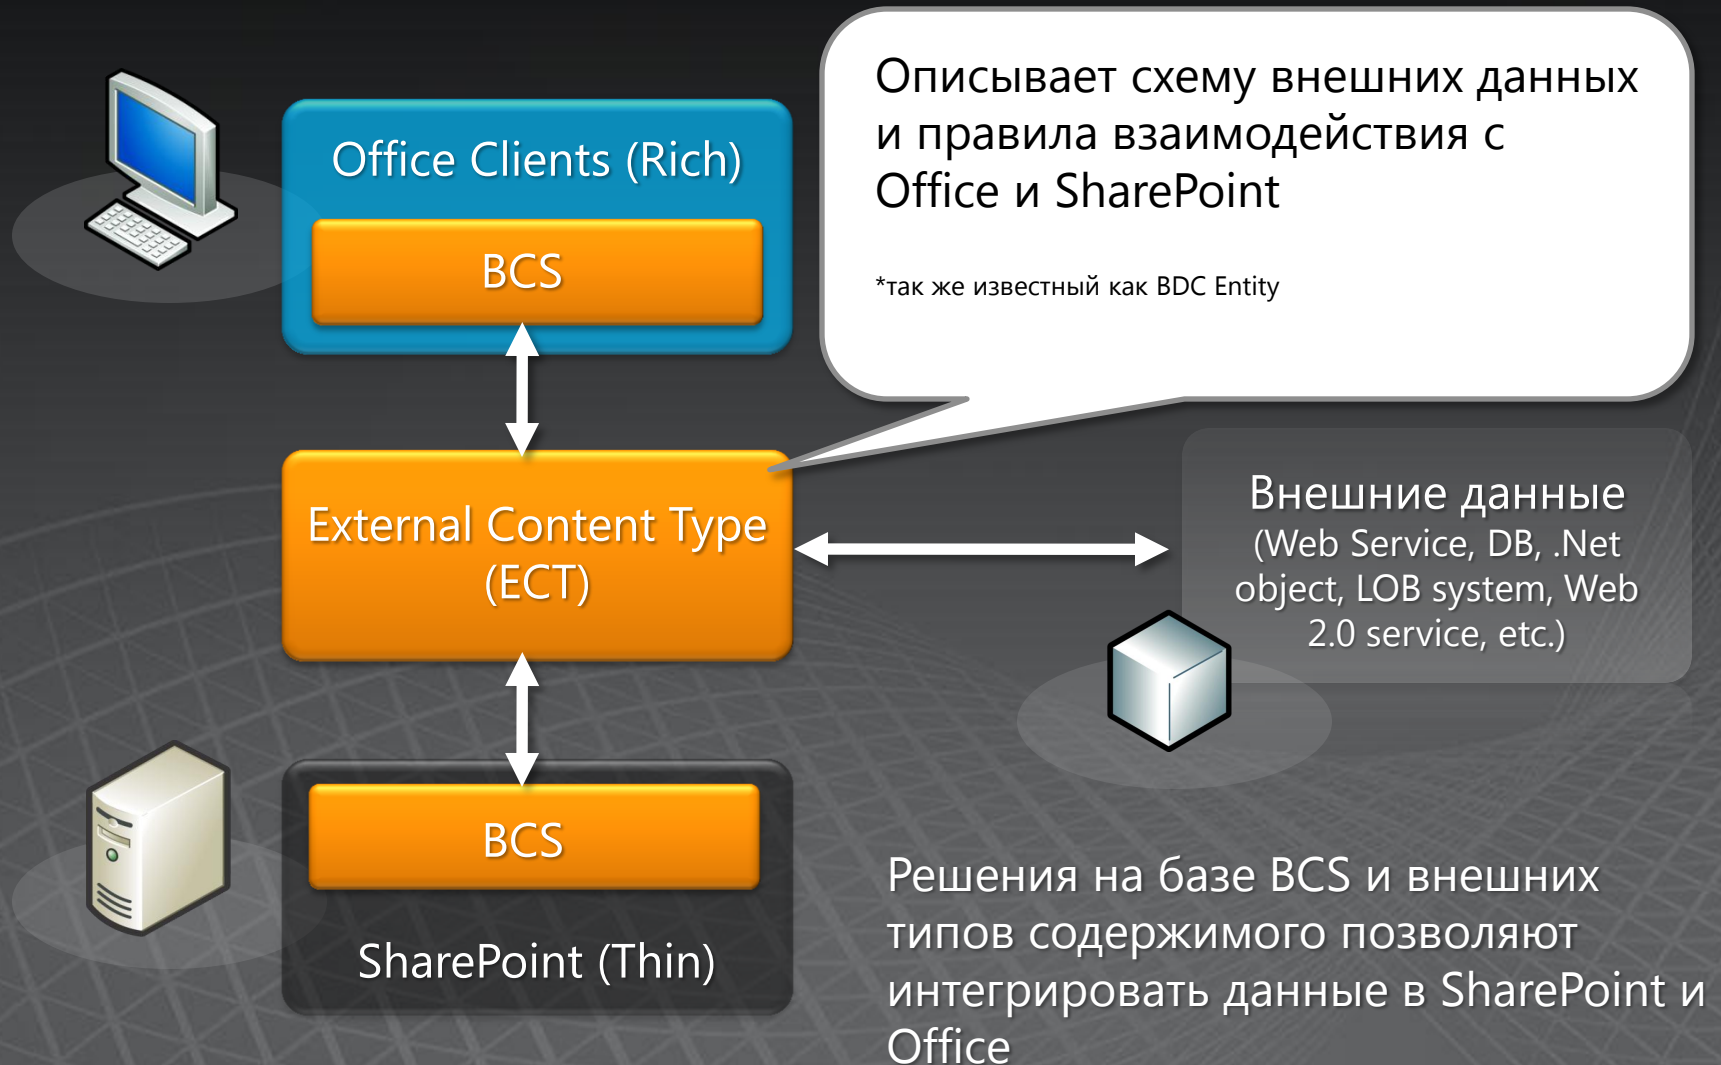 Office Clients (Rich)
BCS
Описывает схему внешних данных
и правила взаимодействия с
Office и SharePoint
*так же известный как BDC Entity
External Content Type
(ECT)
Внешние данные
(Web Service, DB, .Net
object, LOB system, Web
2.0 service, etc.)
BCS
SharePoint (Thin)
Решения на базе BCS и внешних
типов содержимого позволяют
интегрировать данные в SharePoint и
Office